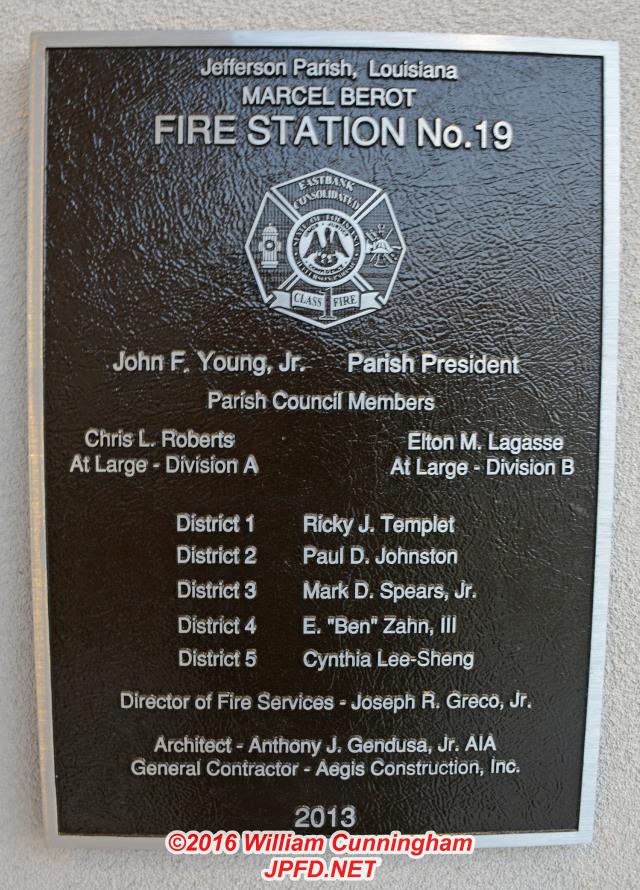 Jefferson Parish, Louisiana
MARCEL BEROT
FIRE STATION No.19
EASTBANK
CONSOLIDATED
CLASS 1 FIRE
John F. Young, Jr. Parish President
Parish Council Members
Chris L. Roberts Elton M. Lagasse
At Large - Division A At Large - Division B
District 1 Ricky J. Templet
District 2 Paul D. Johnston
District 3 Mark D. Spears, Jr.
District 4 E. "Ben" Zahn, III
District 5 Cynthia Lee-Sheng
Director of Fire Services - Joseph R. Greco, Jr.
Architect - Anthony J. Gendusa, Jr. AIA
General Contractor - Aegis Construction, Inc.
2013
©2016 William Cunningham
JPFD.NET